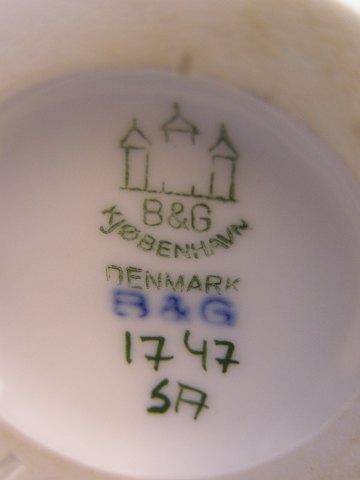 B&G
KJØBENHAVN
DENMARK
B&G
1747
SA